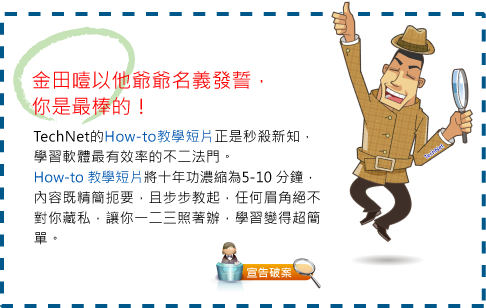 金田噎以他爺爺名義發誓，
你是最棒的！
TechNet的How-to教學短片正是秒殺新知，
學習軟體最有效率的不二法門。
How-to 教學短片將十年功濃縮為5-10 分鐘，
內容既精簡扼要，且步步教起，任何眉角絕不
對你藏私，讓你一二三照著辦，學習變得超簡
單。
TechNet
宣告破案